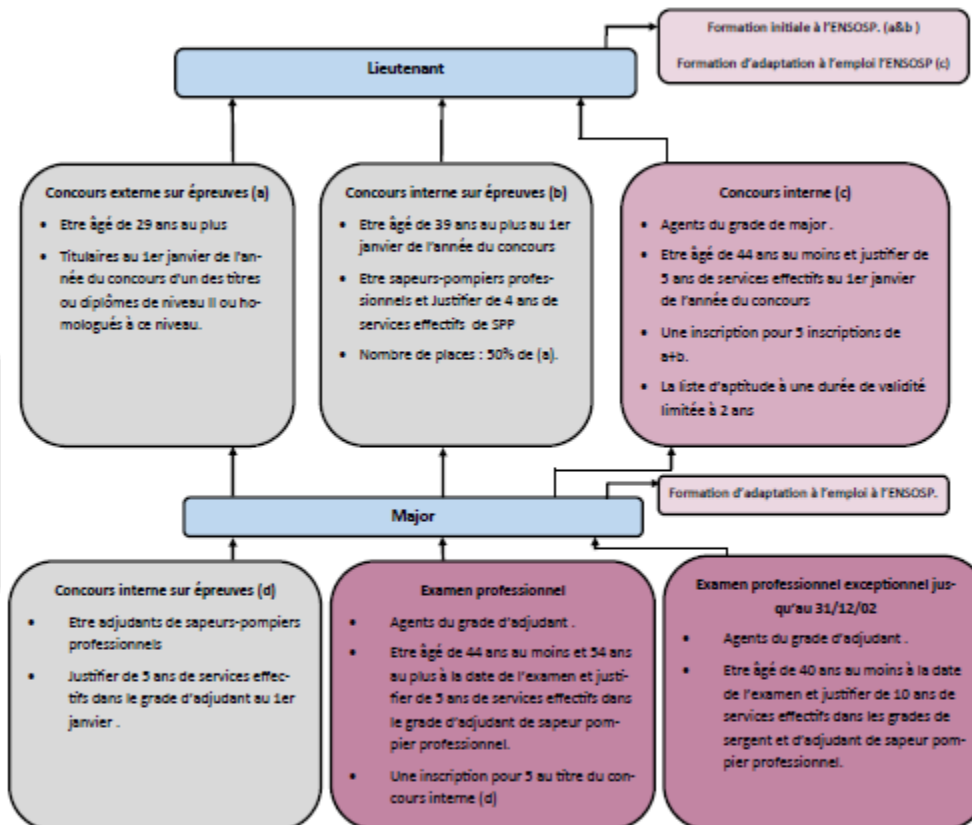 Formation initiale à l'ENSOSP. (a&b )
Formation d'adaptation à l'emploi l'ENSOSP (c)
Lieutenant
Concours externe sur épreuves (a)
• Etre âgé de 29 ans au plus
• Titulaires au 1er janvier de l'an-
née du concours d'un des titres
ou diplômes de niveau II ou ho-
mologués à ce niveau.
Concours interne sur épreuves (b)
• Etre âgé de 39 ans au plus au 1er
janvier de l'année du concours
• Etre sapeurs-pompiers profes-
sionnels et Justifier de 4 ans de
services effectifs de SPP
• Nombre de places : 50% de (a).
Concours interne (c)
• Agents du grade de major .
• Etre âgé de 44 ans au moins et justifier de
5 ans de services effectifs au 1er janvier
de l'année du concours
• Une inscription pour 5 inscriptions de
a+b.
• La liste d'aptitude à une durée de validité
limitée à 2 ans
Formation d'adaptation à l'emploi à l'ENSOSP.
Major
Concours interne sur épreuves (d)
• Etre adjudants de sapeurs-pompiers
professionnels
• Justifier de 5 ans de services effec-
tifs dans le grade d'adjudant au 1er
janvier .
Examen professionnel
• Agents du grade d'adjudant .
• Etre âgé de 44 ans au moins et 54 ans
au plus à la date de l'examen et justi-
fier de 5 ans de services effectifs dans
le grade d'adjudant de sapeur pom-
pier professionnel.
• Une inscription pour 5 au titre du con-
cours interne (d)
Examen professionnel exceptionnel jus-
qu'au 31/12/02
• Agents du grade d'adjudant .
• Etre âgé de 40 ans au moins à la date
de l'examen et justifier de 10 ans de
services effectifs dans les grades de
sergent et d'adjudant de sapeur pom-
pier professionnel.